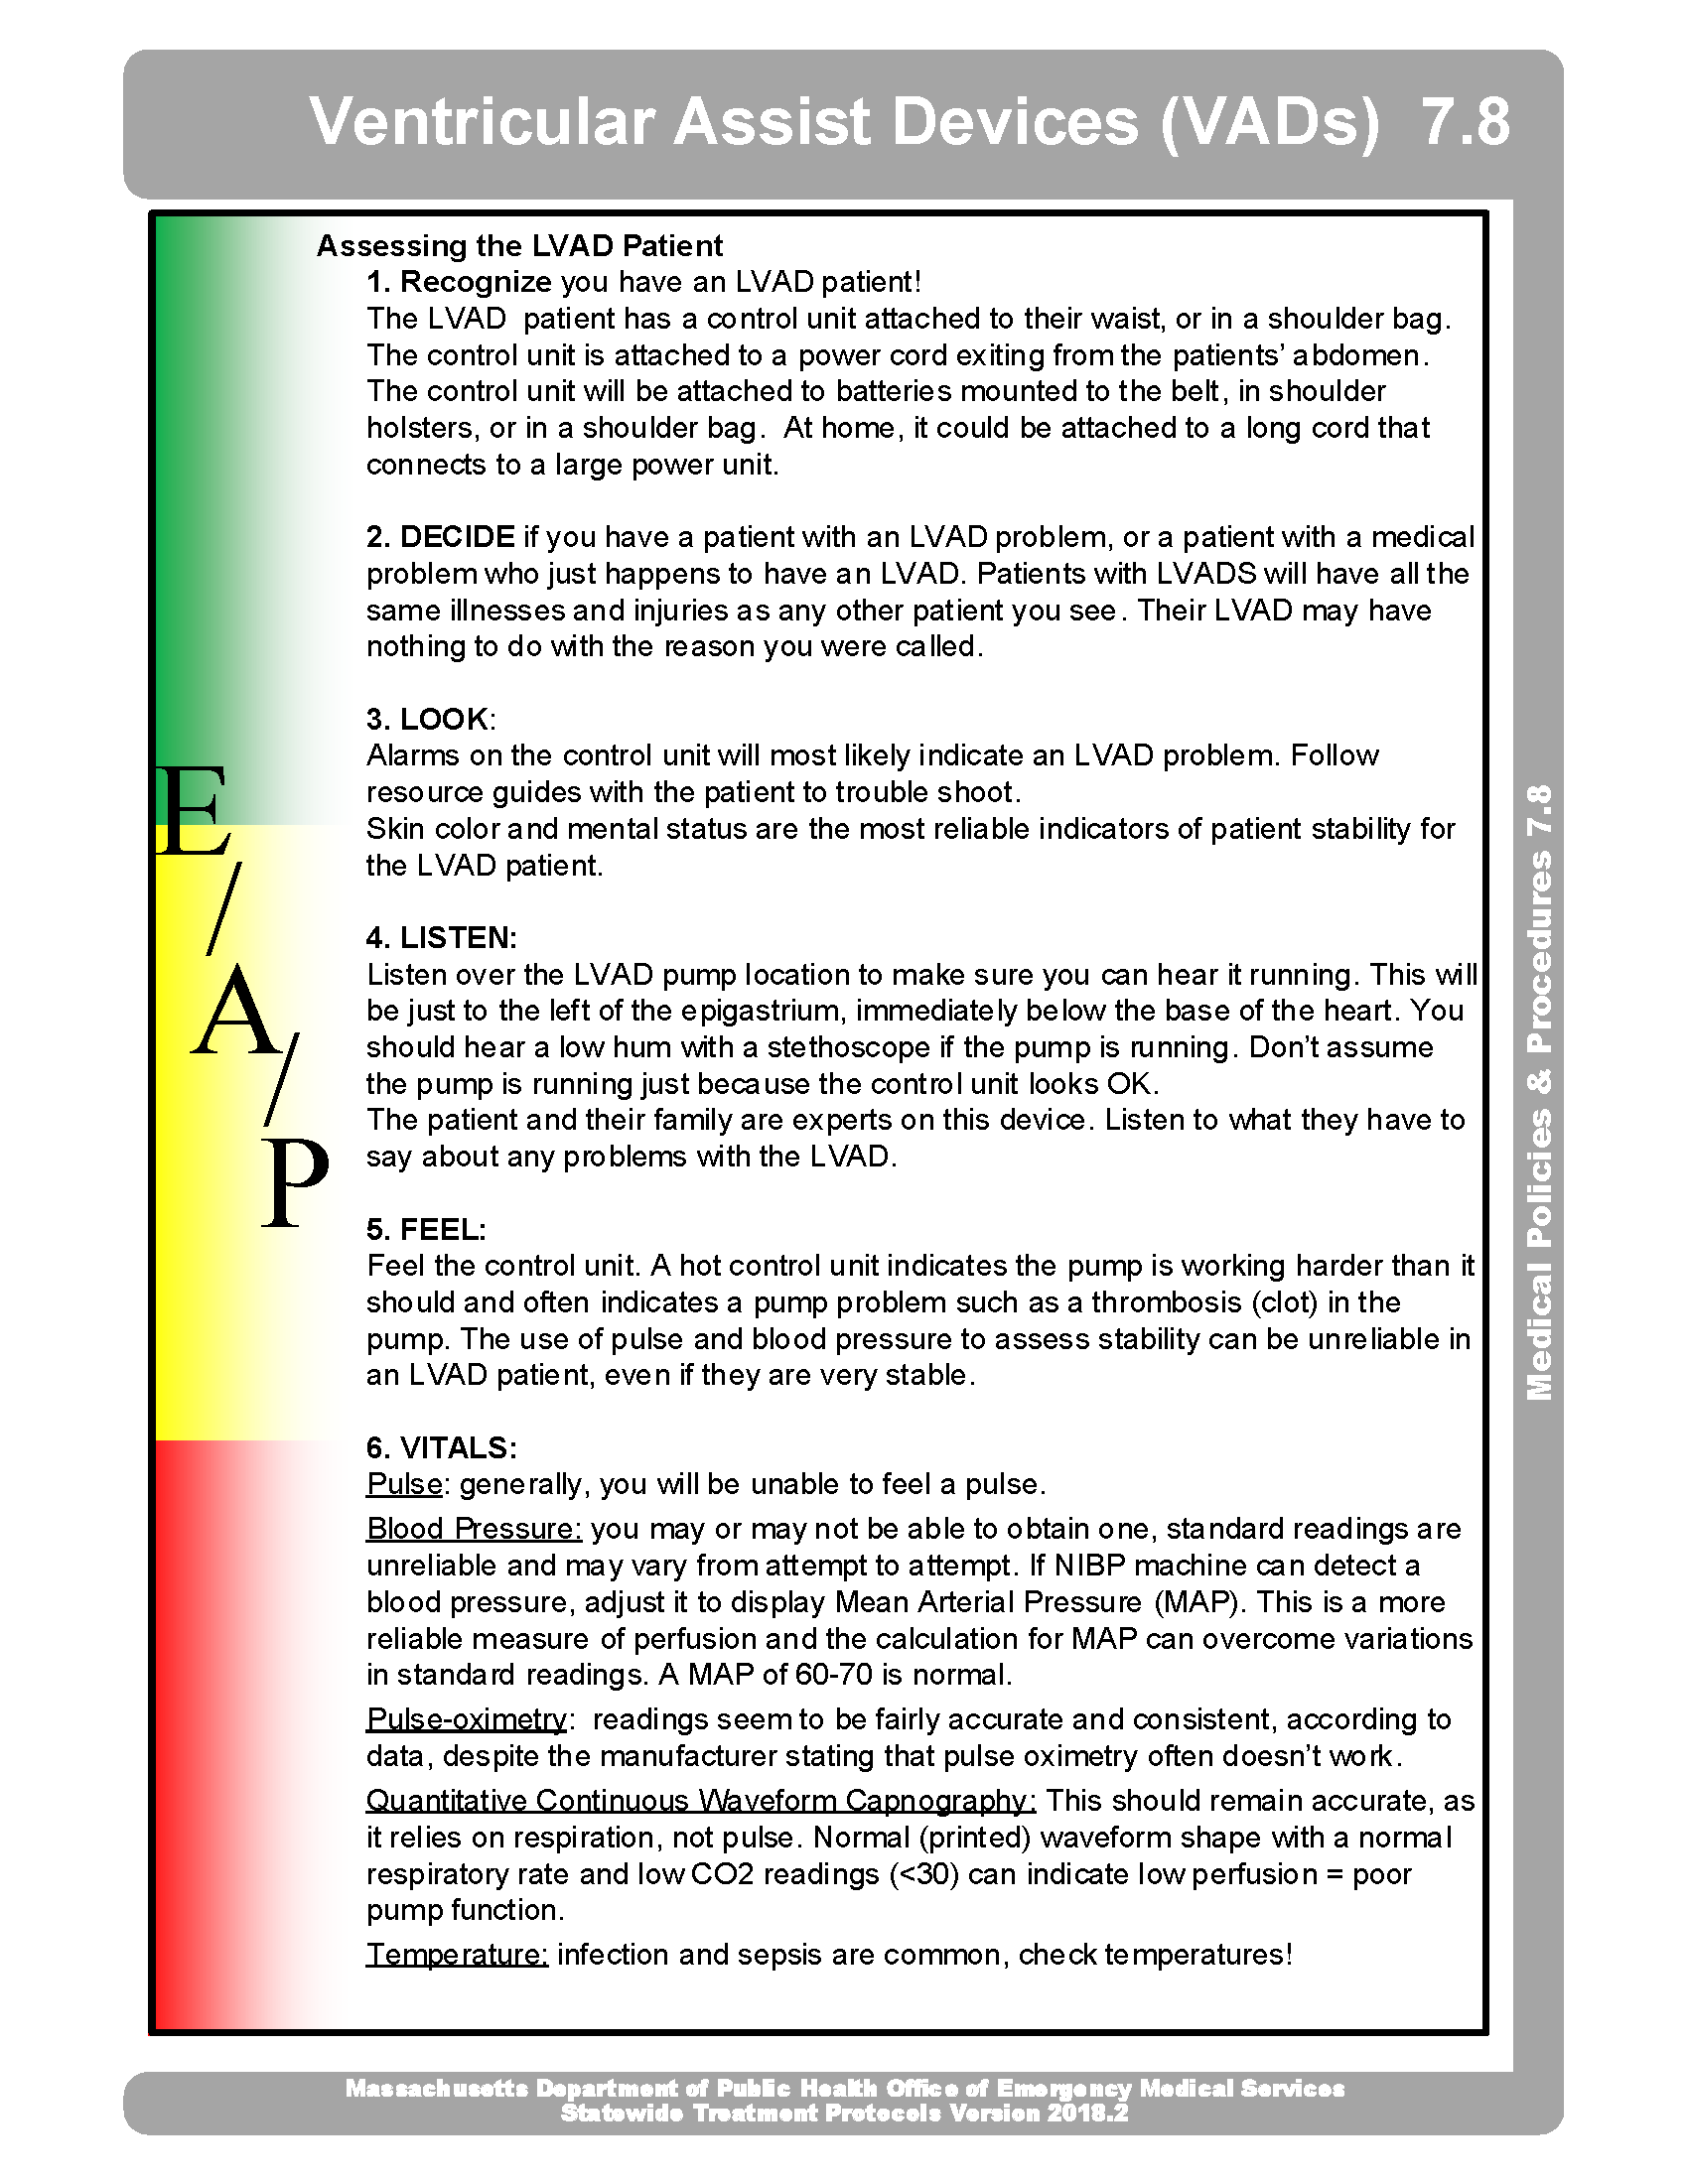 Ventricular Assist Devices (VADs) 7.8
Assessing the LVAD Patient
1. Recognize you have an LVAD patient!
The LVAD patient has a control unit attached to their waist, or in a shoulder bag.
The control unit is attached to a power cord exiting from the patients’ abdomen.
The control unit will be attached to batteries mounted to the belt, in shoulder
holsters, or in a shoulder bag. At home, it could be attached to a long cord that
connects to a large power unit.
2. DECIDE if you have a patient with an LVAD problem, or a patient with a medical
problem who just happens to have an LVAD. Patients with LVADS will have all the
same illnesses and injuries as any other patient you see. Their LVAD may have
nothing to do with the reason you were called.
3. LOOK:
Alarms on the control unit will most likely indicate an LVAD problem. Follow
resource guides with the patient to trouble shoot.
Skin color and mental status are the most reliable indicators of patient stability for
the LVAD patient.
4. LISTEN:
Listen over the LVAD pump location to make sure you can hear it running. This will
be just to the left of the epigastrium, immediately below the base of the heart. You
should hear a low hum with a stethoscope if the pump is running. Don’t assume
the pump is running just because the control unit looks OK.
The patient and their family are experts on this device. Listen to what they have to
say about any problems with the LVAD.
5. FEEL:
Feel the control unit. A hot control unit indicates the pump is working harder than it
should and often indicates a pump problem such as a thrombosis (clot) in the
pump. The use of pulse and blood pressure to assess stability can be unreliable in
an LVAD patient, even if they are very stable.
6. VITALS:
Pulse: generally, you will be unable to feel a pulse.
Blood Pressure: you may or may not be able to obtain one, standard readings are
unreliable and may vary from attempt to attempt. If NIBP machine can detect a
blood pressure, adjust it to display Mean Arterial Pressure (MAP). This is a more
reliable measure of perfusion and the calculation for MAP can overcome variations
in standard readings. A MAP of 60-70 is normal.
Pulse-oximetry: readings seem to be fairly accurate and consistent, according to
data, despite the manufacturer stating that pulse oximetry often doesn’t work.
Quantitative Continuous Waveform Capnography: This should remain accurate, as
it relies on respiration, not pulse. Normal (printed) waveform shape with a normal
respiratory rate and low CO2 readings (<30) can indicate low perfusion = poor
pump function.
Temperature: infection and sepsis are common, check temperatures!
E
/
A
/
P
Medical Policies & Procedures 7.8
Massachusetts Department of Public Health Office of Emergency Medical Services
Statewide Treatment Protocols Version 2018.2